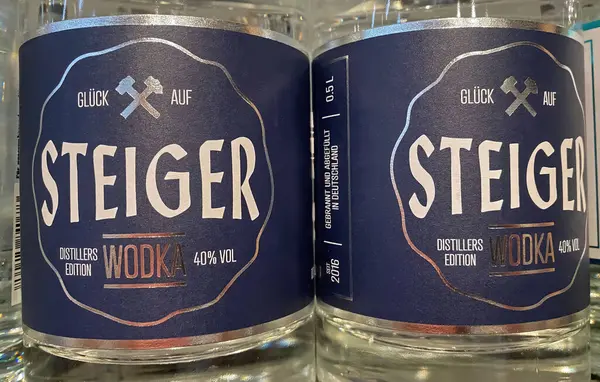 GLÜCK AUF
STEIGER
DISTILLERS
EDITION
WODKA
40% VOL
0.5 L
GEBRANNT UND ABGEFÜLLT
IN DEUTSCHLAND
SEIT
2016
GLÜCK AUF
STEIGER
DISTILLERS
EDITION
WODKA
40% VOL